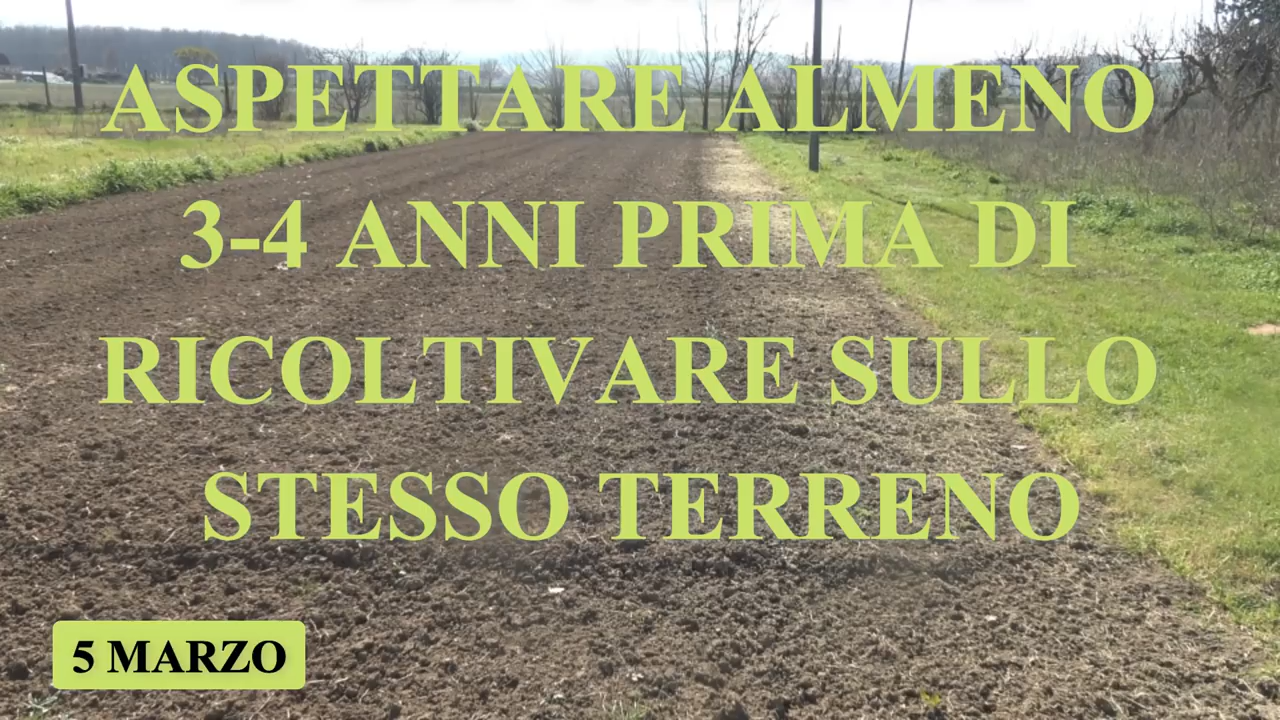 ASPETTARE ALMENO
3-4 ANNI PRIMA DI
RICOLTIVARE SULLO
STESSO TERRENO
5 MARZO